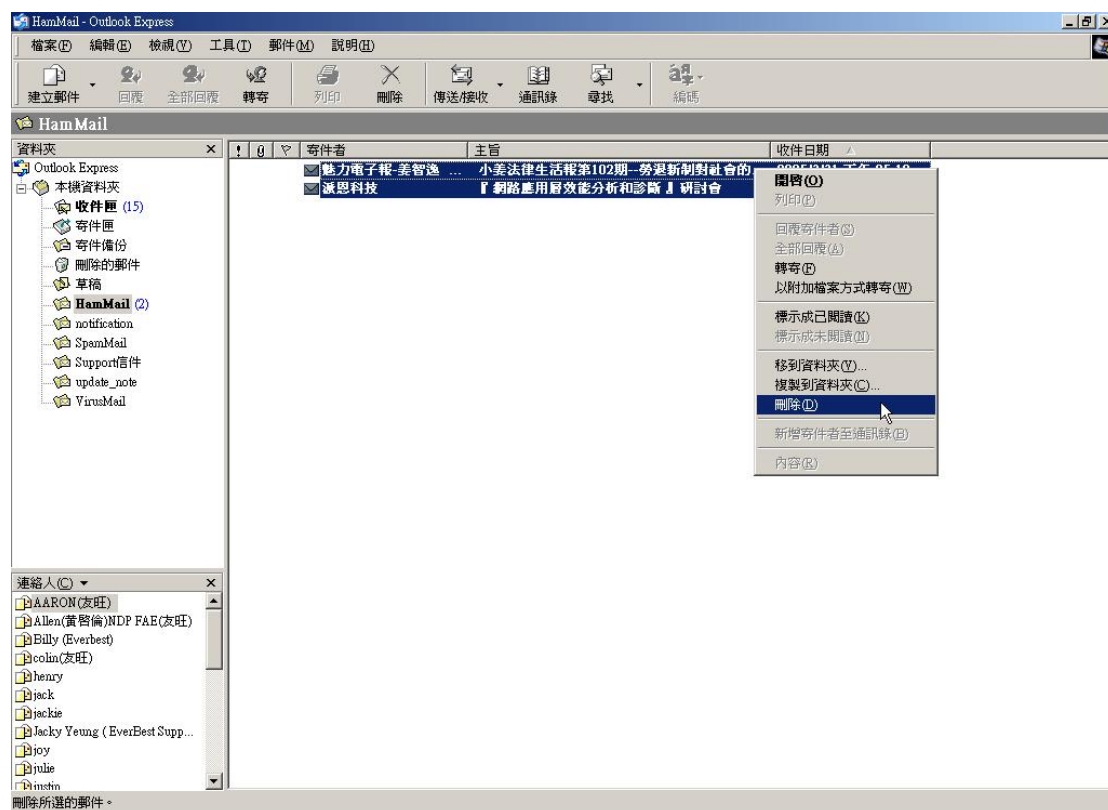 HamMail - Outlook Express
檔案(F) 編輯(E) 檢視(V) 工具(T) 郵件(M) 說明(H)
建立郵件 回覆 全部回覆 轉寄 列印 刪除 傳送/接收 通訊錄 尋找 編碼
HamMail
資料夾
Outlook Express
本機資料夾
收件匣 (15)
寄件匣
寄件備份
刪除的郵件
草稿
HamMail (2)
notification
SpamMail
Support信件
update_note
VirusMail
寄件者 主旨 收件日期
魅力電子報-姜智逸 ... 小姜法律生活報第102期--勞退新制對社會的
派恩科技 『 網路應用層效能分析和診斷 』 研討會
開啓(O)
列印(P)
回覆寄件者(S)
全部回覆(A)
轉寄(F)
以附加檔案方式轉寄(W)
標示成已閱讀(K)
標示成未閱讀(N)
移到資料夾(V)...
複製到資料夾(C)...
刪除(D)
新增寄件者至通訊錄(B)
內容(R)
連絡人(C)
AARON(友旺)
Allen(黃啓倫)NDP FAE(友旺)
Billy (Everbest)
colin(友旺)
henry
jack
jackie
Jacky Yeung ( EverBest Supp...
joy
julie
justin
刪除所選的郵件。